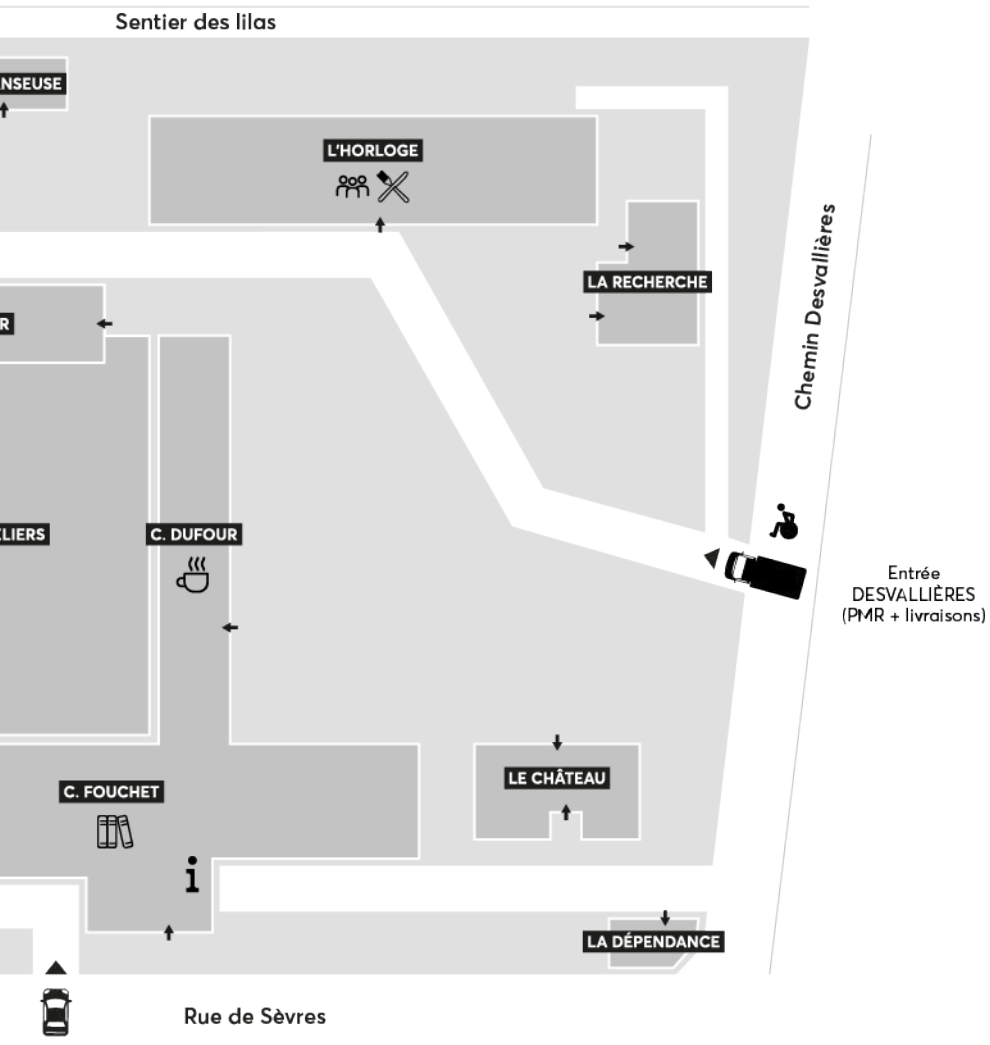 Sentier des lilas
NSEUSE
L'HORLOGE
LA RECHERCHE
Chemin Desvallières
R
LIERS
C. DUFOUR
Entrée
DESVALLIÈRES
(PMR + livraisons)
LE CHÂTEAU
C. FOUCHET
i
LA DÉPENDANCE
Rue de Sèvres